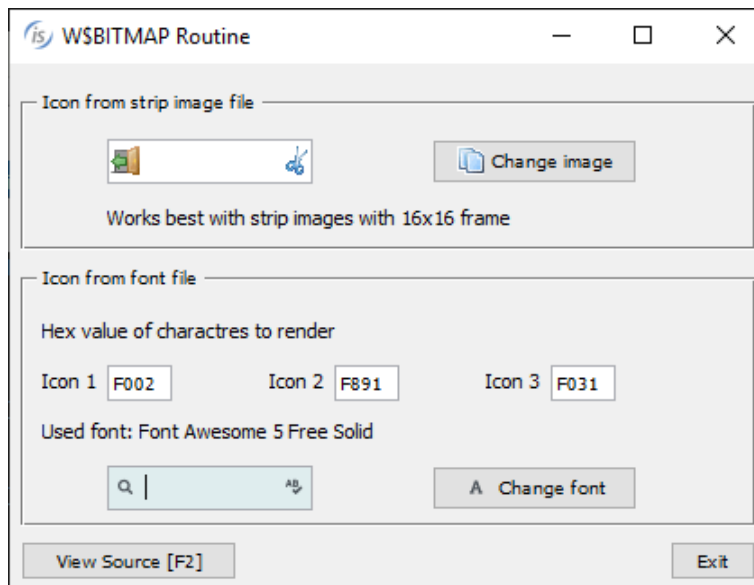 is W$BITMAP Routine
Icon from strip image file
Change image
Works best with strip images with 16x16 frame
Icon from font file
Hex value of charactres to render
Icon 1 F002 Icon 2 F891 Icon 3 F031
Used font: Font Awesome 5 Free Solid
AB A Change font
View Source [F2] Exit